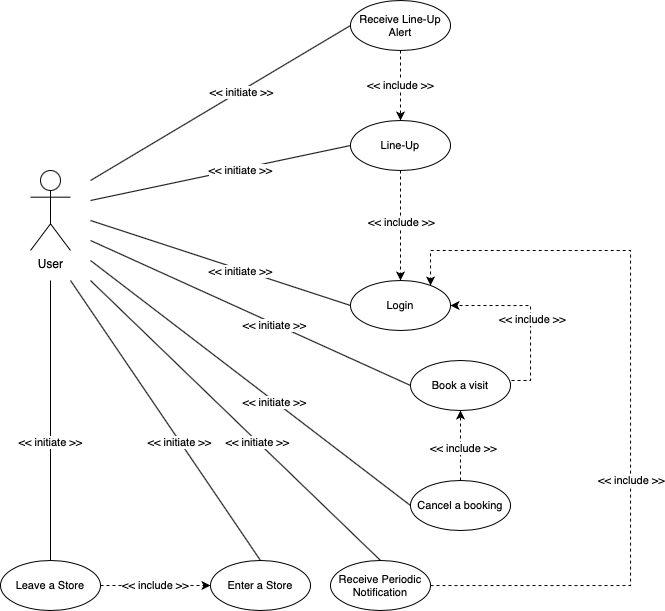 Receive Line-Up
Alert
<< initiate >>
<< include >>
Line-Up
<< initiate >>
<< include >>
User
<< initiate >>
Login
<< include >>
<< initiate >>
Book a visit
<< initiate >>
<< initiate >>
<< initiate >>
<< initiate >>
<< include >>
<< include >>
Cancel a booking
Leave a Store
<< include >>
Enter a Store
Receive Periodic
Notification